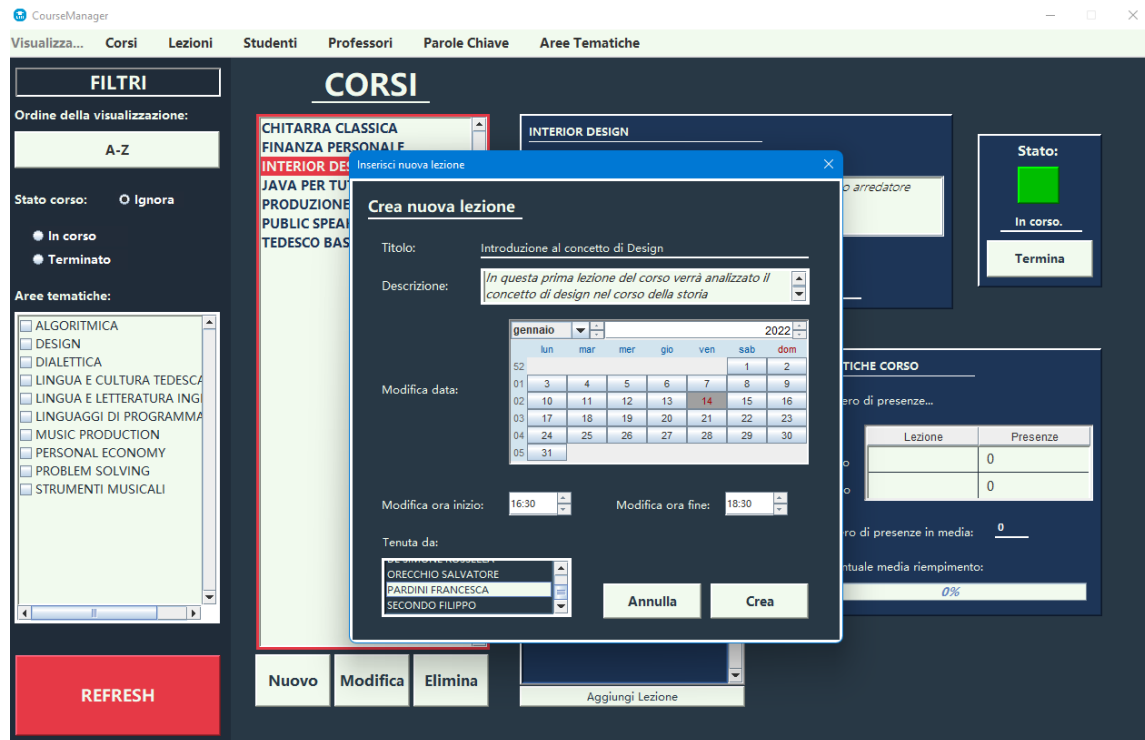 CourseManager
Visualizza... Corsi Lezioni Studenti Professori Parole Chiave Aree Tematiche
FILTRI
Ordine della visualizzazione:
A-Z
Stato corso: Ignora
In corso
Terminato
Aree tematiche:
ALGORITMICA
DESIGN
DIALETTICA
LINGUA E CULTURA TEDESCA
LINGUA E LETTERATURA INGI
LINGUAGGI DI PROGRAMMA
MUSIC PRODUCTION
PERSONAL ECONOMY
PROBLEM SOLVING
STRUMENTI MUSICALI
REFRESH
CORSI
CHITARRA CLASSICA
FINANZA PERSONALE
INTERIOR DES
JAVA PER TU
PRODUZIONE
PUBLIC SPEA
TEDESCO BAS
Nuovo Modifica Elimina
INTERIOR DESIGN
o arredatore
Stato:
In corso.
Termina
Inserisci nuova lezione
Crea nuova lezione
Titolo: Introduzione al concetto di Design
Descrizione: In questa prima lezione del corso verrà analizzato il
concetto di design nel corso della storia
Modifica data:
gennaio 2022
lun mar mer gio ven sab dom
52 1 2
01 3 4 5 6 7 8 9
02 10 11 12 13 14 15 16
03 17 18 19 20 21 22 23
04 24 25 26 27 28 29 30
05 31
Modifica ora inizio: 16:30 Modifica ora fine: 18:30
Tenuta da:
ORECCHIO SALVATORE
PARDINI FRANCESCA
SECONDO FILIPPO
Annulla Crea
TICHE CORSO
ero di presenze...
Lezione Presenze
o 0
o 0
ro di presenze in media: 0
ntuale media riempimento:
0%
Aggiungi Lezione